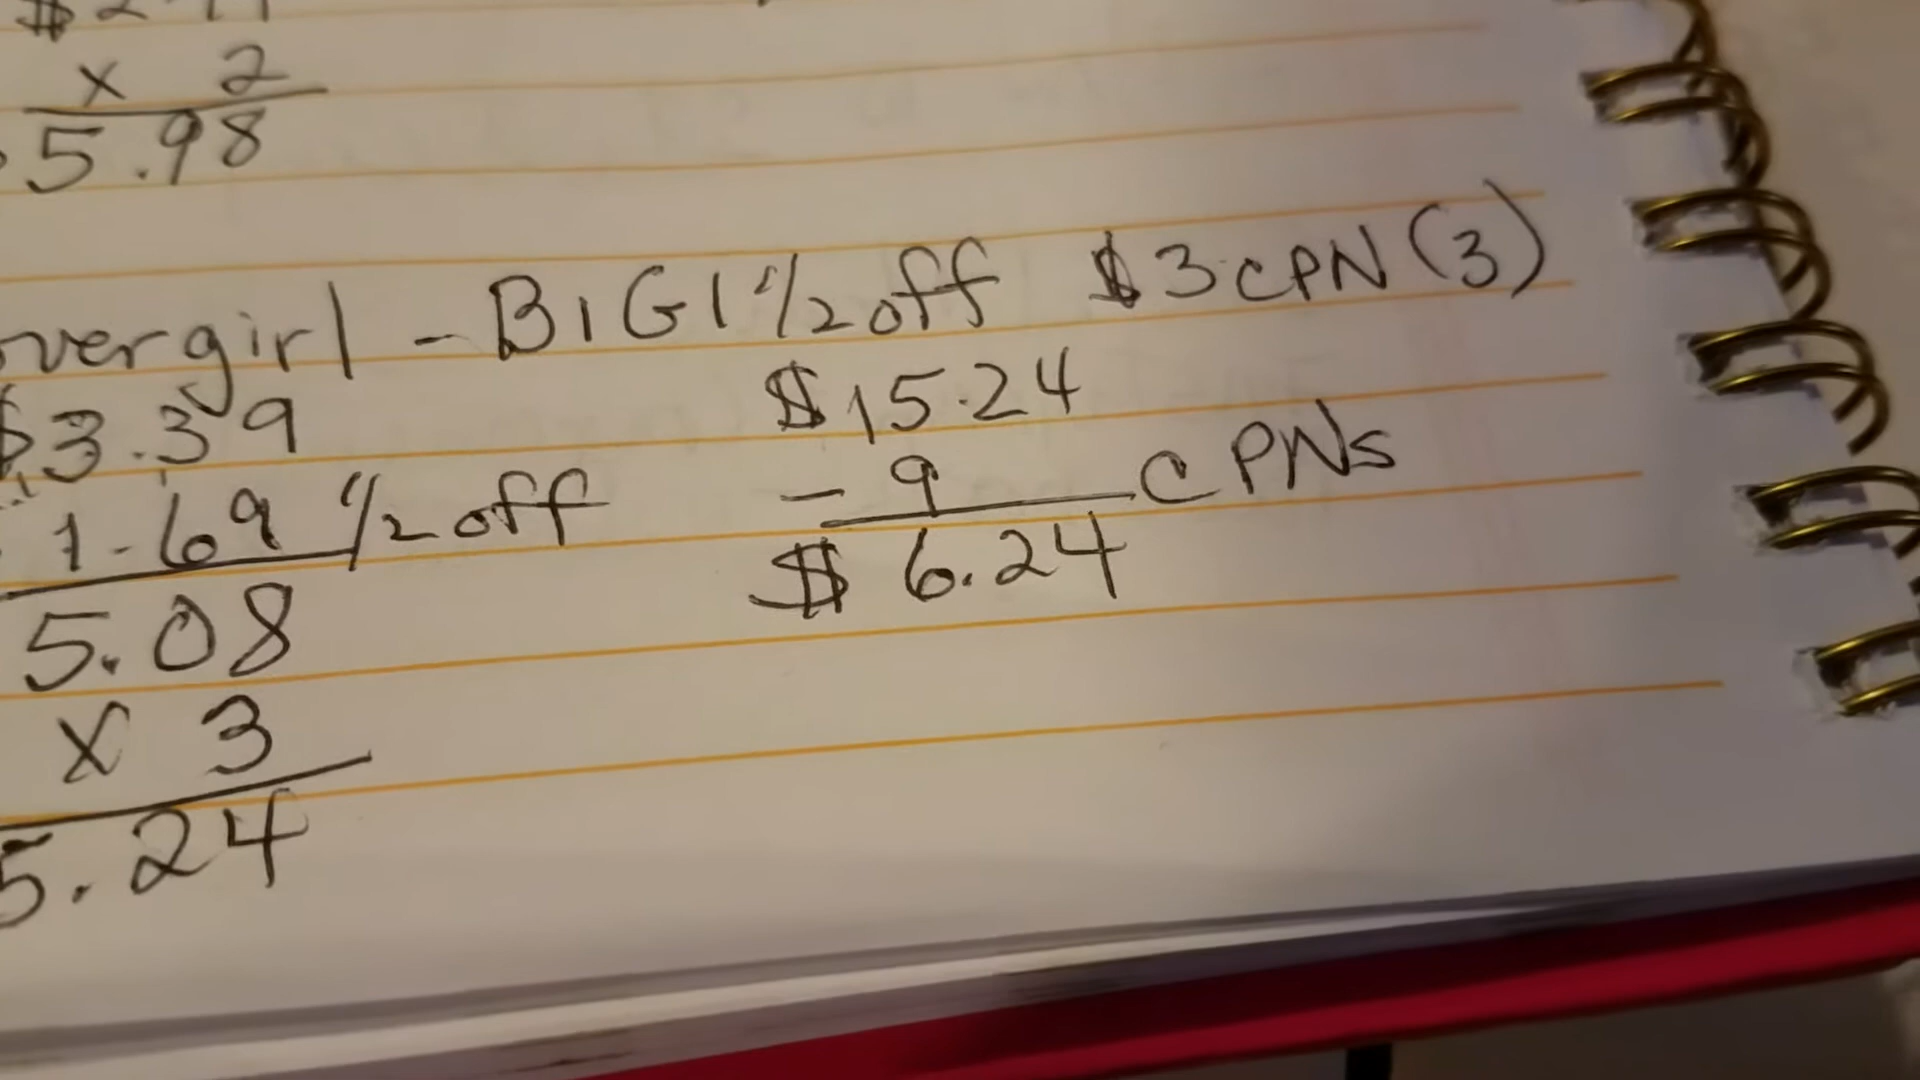 x 2
5.98
vergirl - B1G1 1/2 off $3 CPN (3)
$3.39
1.69 1/2 off
5.08
x 3
5.24
$15.24
- 9 CPNs
$ 6.24